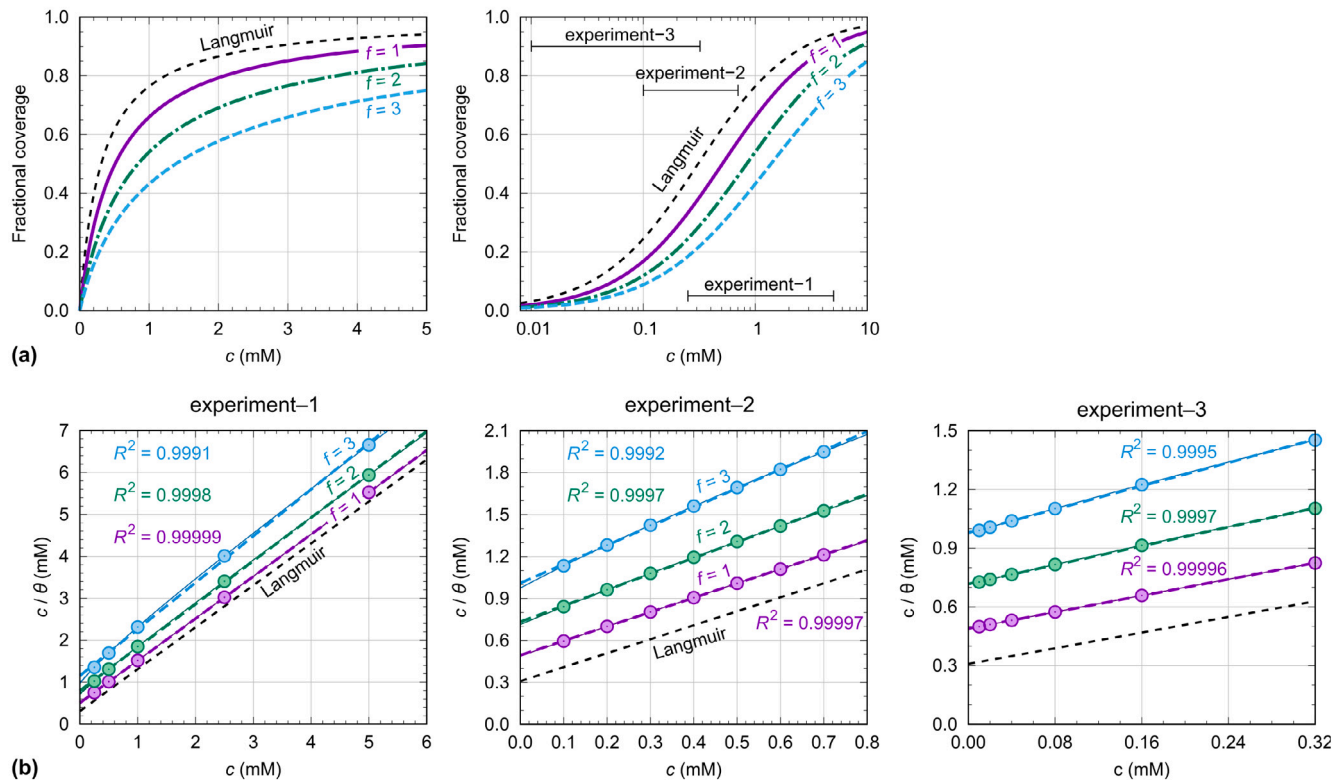 Fractional coverage
1.0
0.8
0.6
0.4
0.2
0.0
Langmuir
f = 1
f = 2
f = 3
0 1 2 3 4 5
c (mM)
Fractional coverage
1.0
0.8
0.6
0.4
0.2
0.0
experiment−3
experiment−2
Langmuir
f = 1
f = 2
f = 3
experiment−1
0.01 0.1 1 10
c (mM)
(a)
experiment–1
c / θ (mM)
7
6
5
4
3
2
1
0
R² = 0.9991
R² = 0.9998
R² = 0.99999
f = 3
f = 2
f = 1
Langmuir
0 1 2 3 4 5 6
c (mM)
experiment–2
c / θ (mM)
2.1
1.8
1.5
1.2
0.9
0.6
0.3
0.0
R² = 0.9992
R² = 0.9997
f = 3
f = 2
f = 1
R² = 0.99997
Langmuir
0.0 0.1 0.2 0.3 0.4 0.5 0.6 0.7 0.8
c (mM)
experiment–3
c / θ (mM)
1.5
1.2
0.9
0.6
0.3
0
R² = 0.9995
R² = 0.9997
R² = 0.99996
Langmuir
0.00 0.08 0.16 0.24 0.32
c (mM)
(b)